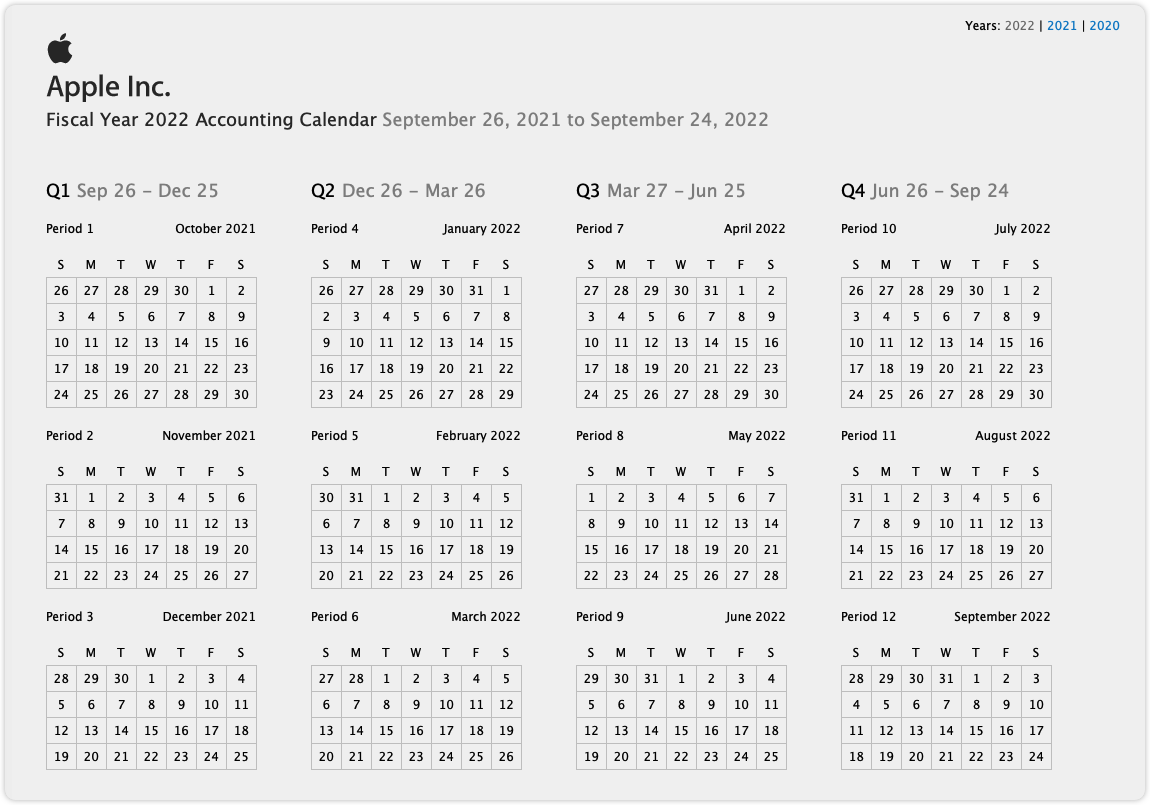 Years: 2022 | 2021 | 2020
Apple Inc.
Fiscal Year 2022 Accounting Calendar September 26, 2021 to September 24, 2022
Q1 Sep 26 – Dec 25
Period 1 October 2021
S M T W T F S
26 27 28 29 30 1 2
3 4 5 6 7 8 9
10 11 12 13 14 15 16
17 18 19 20 21 22 23
24 25 26 27 28 29 30
Period 2 November 2021
S M T W T F S
31 1 2 3 4 5 6
7 8 9 10 11 12 13
14 15 16 17 18 19 20
21 22 23 24 25 26 27
Period 3 December 2021
S M T W T F S
28 29 30 1 2 3 4
5 6 7 8 9 10 11
12 13 14 15 16 17 18
19 20 21 22 23 24 25
Q2 Dec 26 – Mar 26
Period 4 January 2022
S M T W T F S
26 27 28 29 30 31 1
2 3 4 5 6 7 8
9 10 11 12 13 14 15
16 17 18 19 20 21 22
23 24 25 26 27 28 29
Period 5 February 2022
S M T W T F S
30 31 1 2 3 4 5
6 7 8 9 10 11 12
13 14 15 16 17 18 19
20 21 22 23 24 25 26
Period 6 March 2022
S M T W T F S
27 28 1 2 3 4 5
6 7 8 9 10 11 12
13 14 15 16 17 18 19
20 21 22 23 24 25 26
Q3 Mar 27 – Jun 25
Period 7 April 2022
S M T W T F S
27 28 29 30 31 1 2
3 4 5 6 7 8 9
10 11 12 13 14 15 16
17 18 19 20 21 22 23
24 25 26 27 28 29 30
Period 8 May 2022
S M T W T F S
1 2 3 4 5 6 7
8 9 10 11 12 13 14
15 16 17 18 19 20 21
22 23 24 25 26 27 28
Period 9 June 2022
S M T W T F S
29 30 31 1 2 3 4
5 6 7 8 9 10 11
12 13 14 15 16 17 18
19 20 21 22 23 24 25
Q4 Jun 26 – Sep 24
Period 10 July 2022
S M T W T F S
26 27 28 29 30 1 2
3 4 5 6 7 8 9
10 11 12 13 14 15 16
17 18 19 20 21 22 23
24 25 26 27 28 29 30
Period 11 August 2022
S M T W T F S
31 1 2 3 4 5 6
7 8 9 10 11 12 13
14 15 16 17 18 19 20
21 22 23 24 25 26 27
Period 12 September 2022
S M T W T F S
28 29 30 31 1 2 3
4 5 6 7 8 9 10
11 12 13 14 15 16 17
18 19 20 21 22 23 24